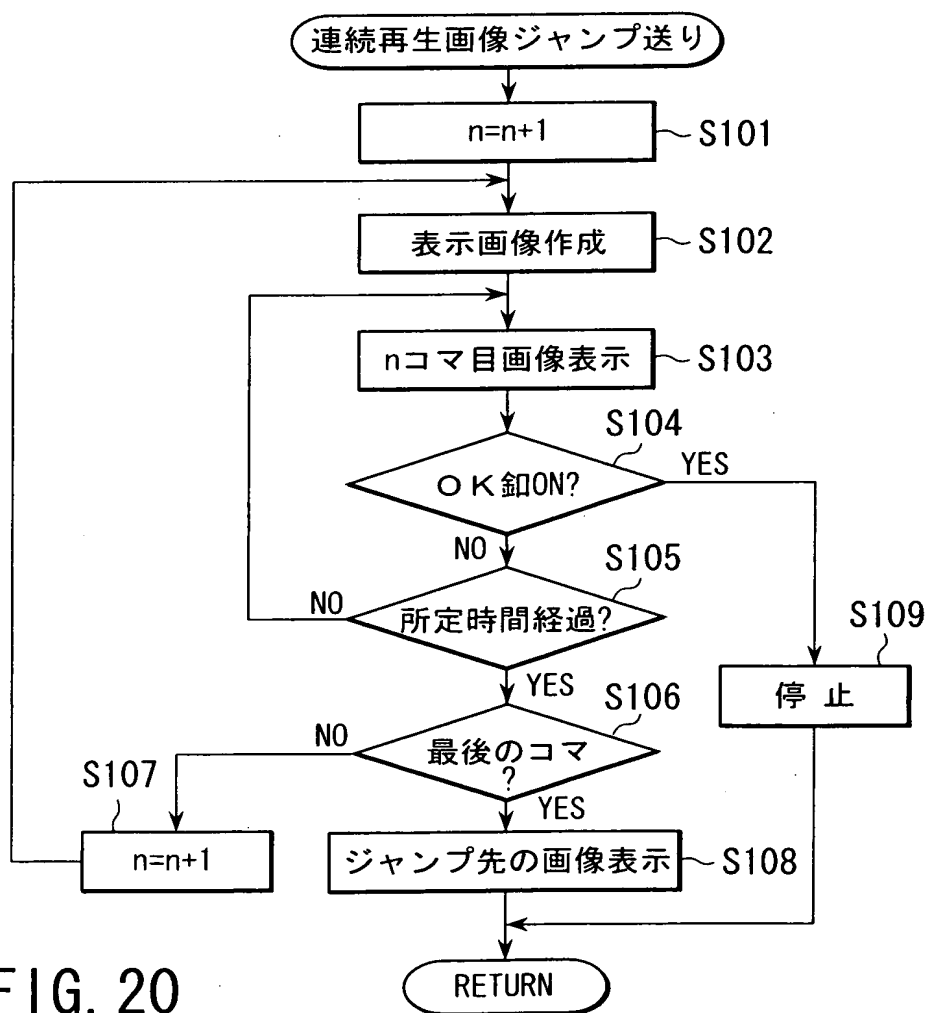 連続再生画像ジャンプ送り
n=n+1
S101
表示画像作成
S102
nコマ目画像表示
S103
S104
OK釦ON?
YES
NO
S105
所定時間経過?
NO
YES
S109
停 止
S106
最後のコマ
?
NO
YES
S107
n=n+1
ジャンプ先の画像表示
S108
RETURN
FIG. 20